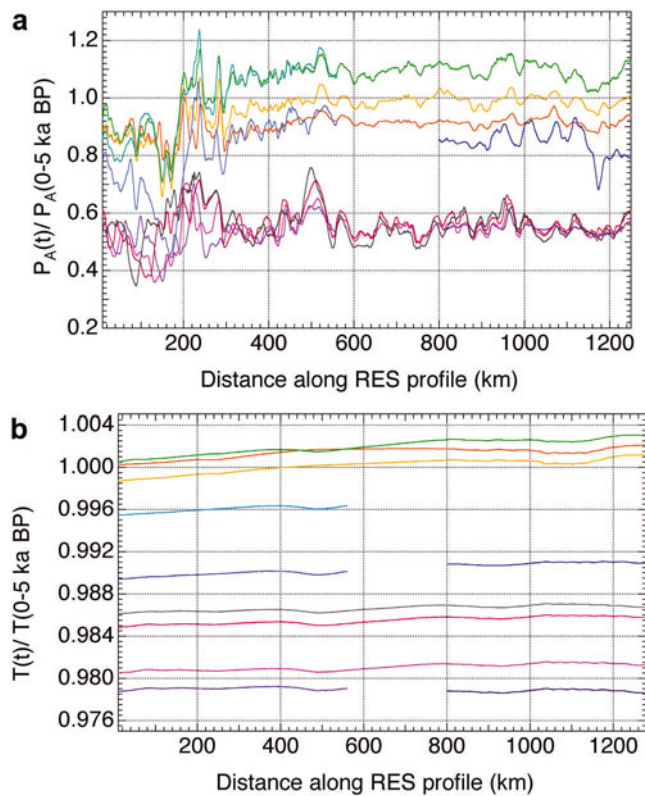 a
1.2
1.0
0.8
0.6
0.4
0.2
P_A(t)/ P_A(0-5 ka BP)
200 400 600 800 1000 1200
Distance along RES profile (km)
b
1.004
1.000
0.996
0.992
0.988
0.984
0.980
0.976
T(t)/ T(0-5 ka BP)
200 400 600 800 1000 1200
Distance along RES profile (km)